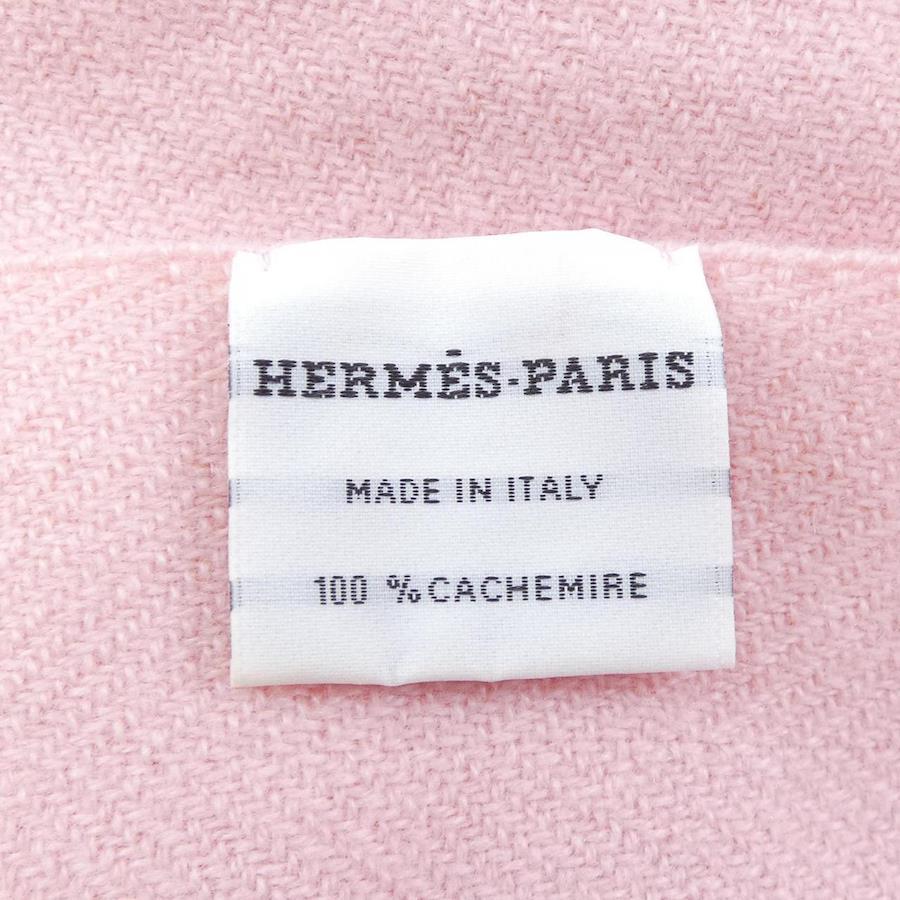 HERMÈS-PARIS
MADE IN ITALY
100 % CACHEMIRE